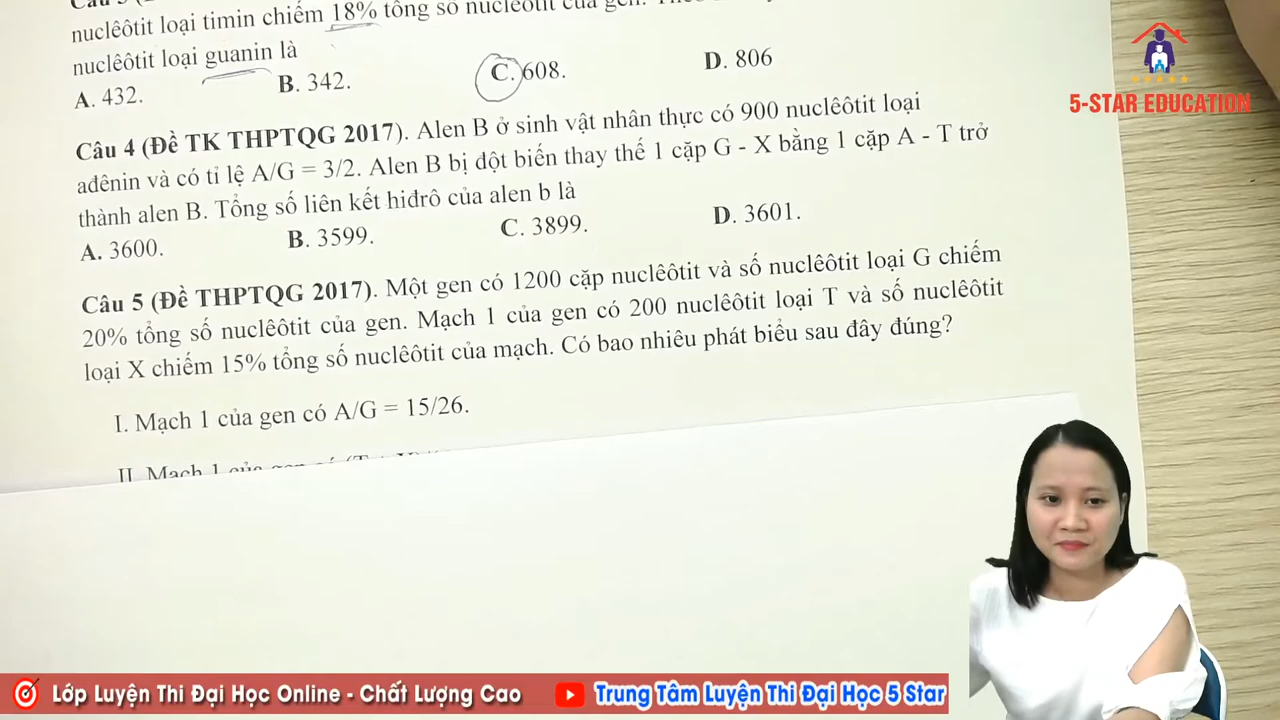 nuclêôtit loại timin chiếm 18% tổng số nuclêôtit của gen.
nuclêôtit loại guanin là
A. 432. B. 342. C. 608. D. 806
Câu 4 (Đề TK THPTQG 2017). Alen B ở sinh vật nhân thực có 900 nuclêôtit loại
ađênin và có tỉ lệ A/G = 3/2. Alen B bị dột biến thay thế 1 cặp G - X bằng 1 cặp A - T trở
thành alen B. Tổng số liên kết hiđrô của alen b là
A. 3600. B. 3599. C. 3899. D. 3601.
Câu 5 (Đề THPTQG 2017). Một gen có 1200 cặp nuclêôtit và số nuclêôtit loại G chiếm
20% tổng số nuclêôtit của gen. Mạch 1 của gen có 200 nuclêôtit loại T và số nuclêôtit
loại X chiếm 15% tổng số nuclêôtit của mạch. Có bao nhiêu phát biểu sau đây đúng?
I. Mạch 1 của gen có A/G = 15/26.
II. Mạch 1 của
5-STAR EDUCATION
Lớp Luyện Thi Đại Học Online - Chất Lượng Cao
Trung Tâm Luyện Thi Đại Học 5 Star